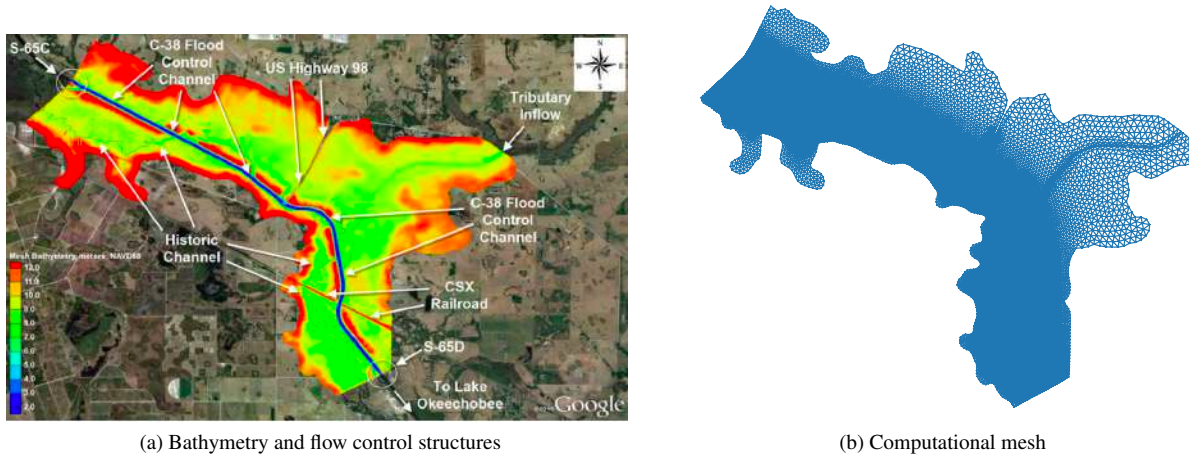 S-65C
C-38 Flood
Control
Channel
US Highway 98
N
W
E
S
Tributary
Inflow
C-38 Flood
Control
Channel
Historic
Channel
Mesh Bathymetry, meters NAVD88
12.0
11.0
10.0
9.0
8.0
7.0
6.0
5.0
4.0
3.0
2.0
CSX
Railroad
S-65D
To Lake
Okeechobee
Google
(a) Bathymetry and flow control structures
(b) Computational mesh